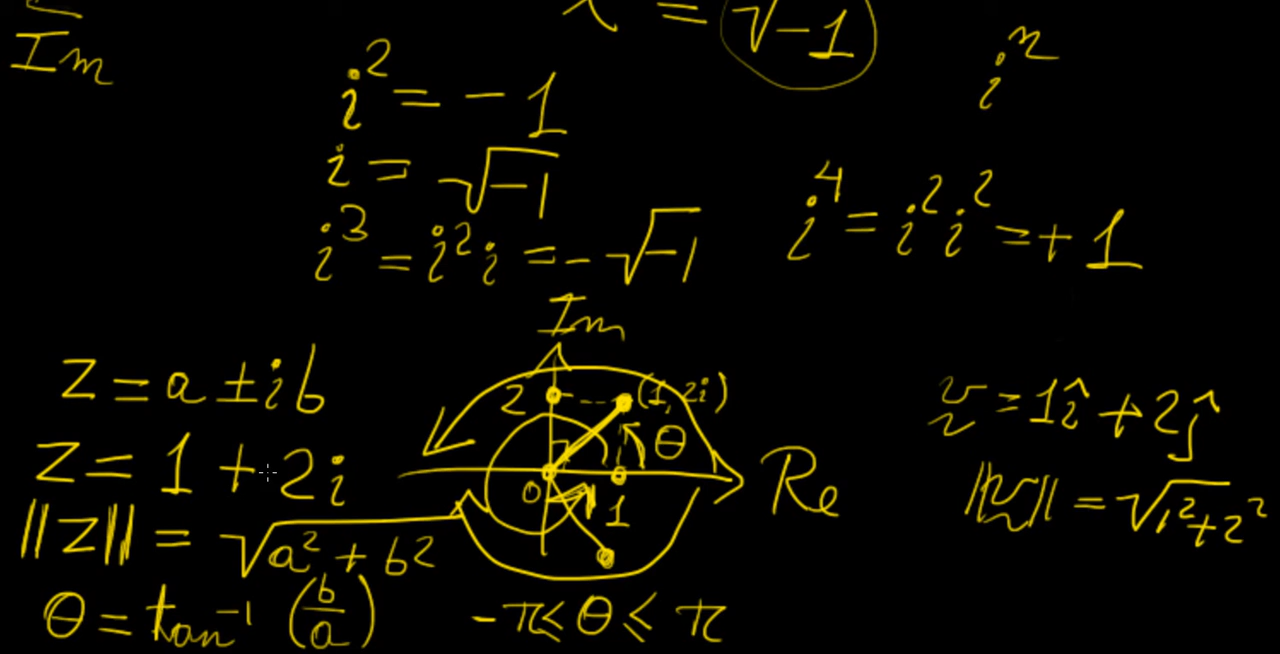 Im
i = √-1
iⁿ
i² = -1
i = √-1
i³ = i²i = -√-1
i⁴ = i²i² = +1
Im
z = a ± ib
2
(1, 2i)
θ
v = 1î + 2ĵ
z = 1 + 2i
Re
0
1
||v|| = √1²+2²
||z|| = √a² + b²
θ = tan⁻¹ (b/a)
-π < θ ≤ π